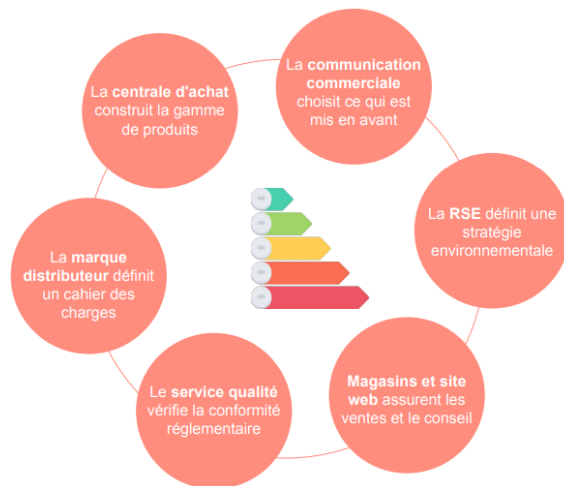 La communication
commerciale
choisit ce qui est
mis en avant
La centrale d'achat
construit la gamme
de produits
La RSE définit une
stratégie
environnementale
La marque
distributeur définit
un cahier des
charges
Magasins et site
web assurent les
ventes et le conseil
Le service qualité
vérifie la conformité
réglementaire